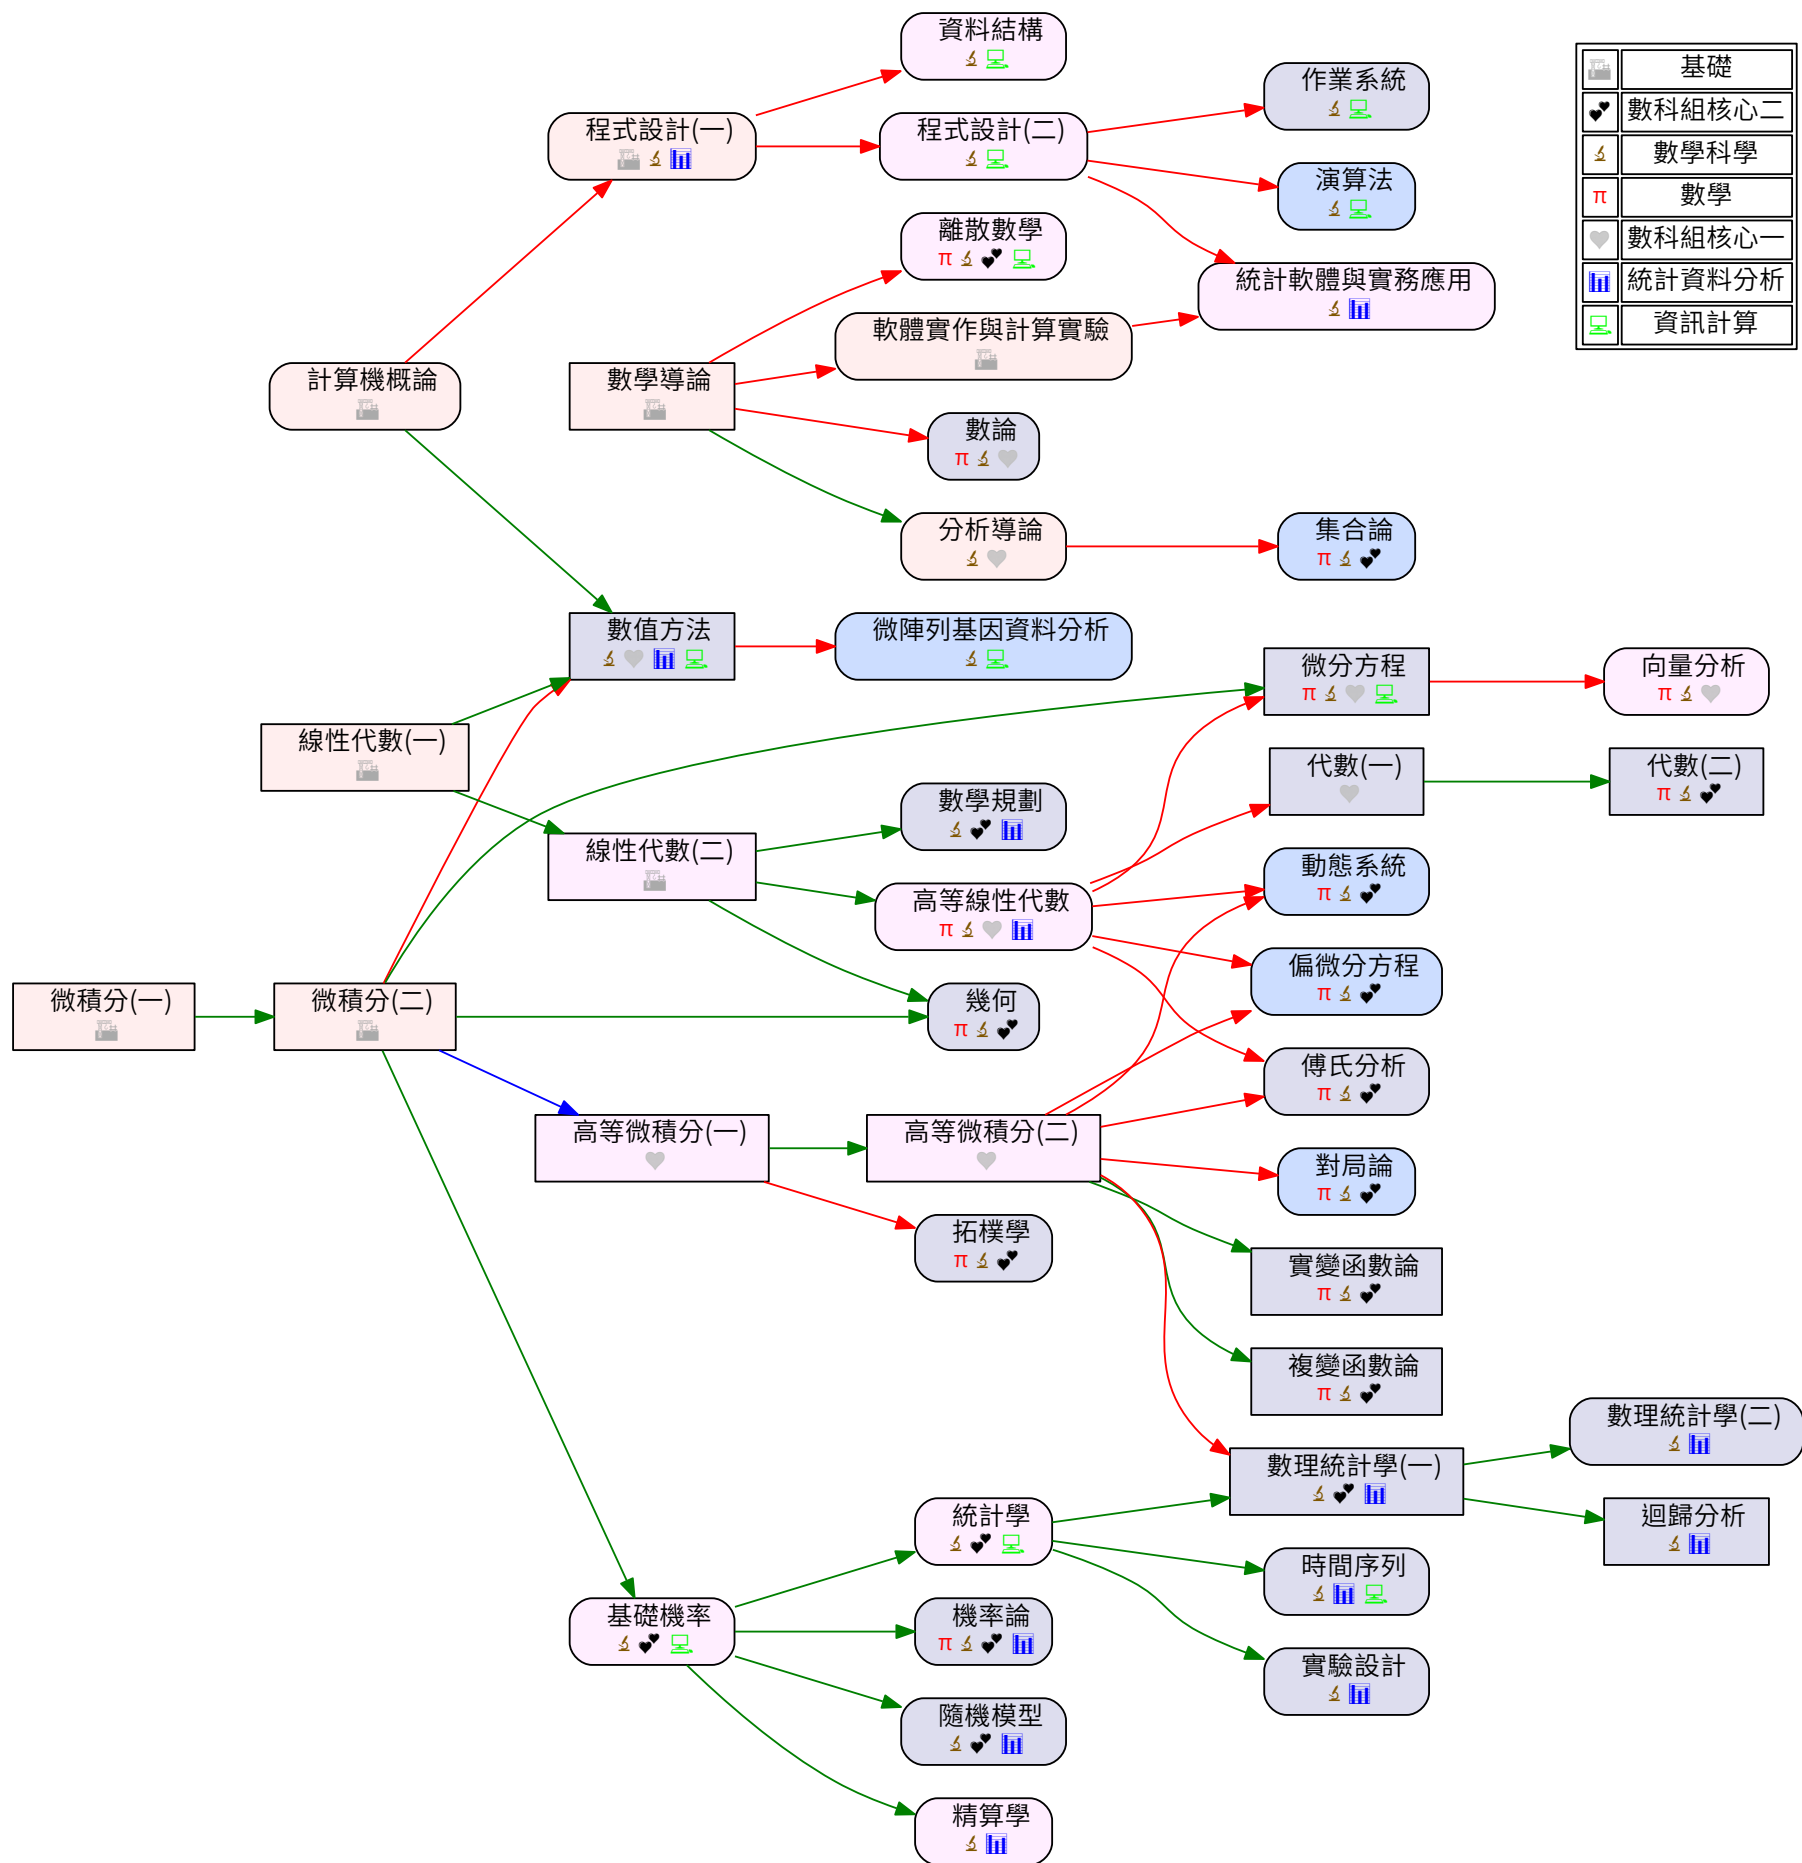 資料結構
程式設計(一)
程式設計(二)
作業系統
演算法
離散數學
π
統計軟體與實務應用
計算機概論
數學導論
軟體實作與計算實驗
數論
π
分析導論
集合論
π
數值方法
微陣列基因資料分析
微分方程
π
向量分析
π
線性代數(一)
代數(一)
代數(二)
π
數學規劃
線性代數(二)
高等線性代數
π
動態系統
π
偏微分方程
π
微積分(一)
微積分(二)
幾何
π
傅氏分析
π
高等微積分(一)
高等微積分(二)
對局論
π
拓樸學
π
實變函數論
π
複變函數論
π
數理統計學(一)
數理統計學(二)
迴歸分析
統計學
時間序列
基礎機率
機率論
π
實驗設計
隨機模型
精算學
基礎
數科組核心二
數學科學
π 數學
數科組核心一
統計資料分析
資訊計算